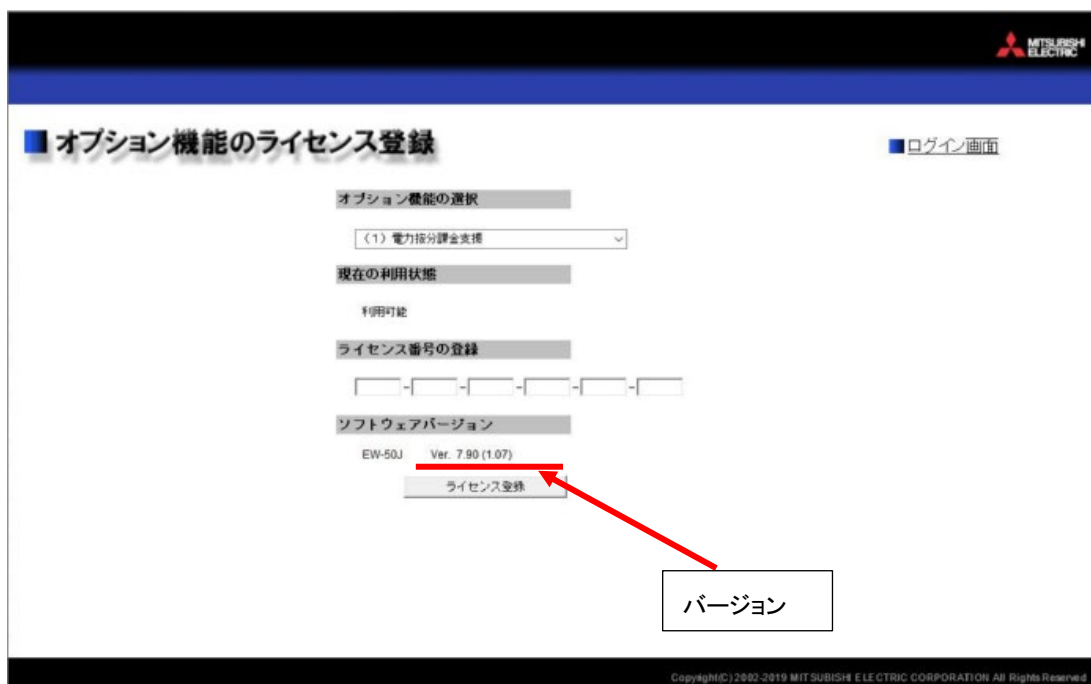 MITSUBISHI
ELECTRIC
オプション機能のライセンス登録
ログイン画面
オプション機能の選択
（1）電力按分課金支援
現在の利用状態
利用可能
ライセンス番号の登録
- - - - -
ソフトウェアバージョン
EW-50J Ver. 7.90 (1.07)
ライセンス登録
バージョン
Copyright(C) 2002-2019 MITSUBISHI ELECTRIC CORPORATION All Rights Reserved